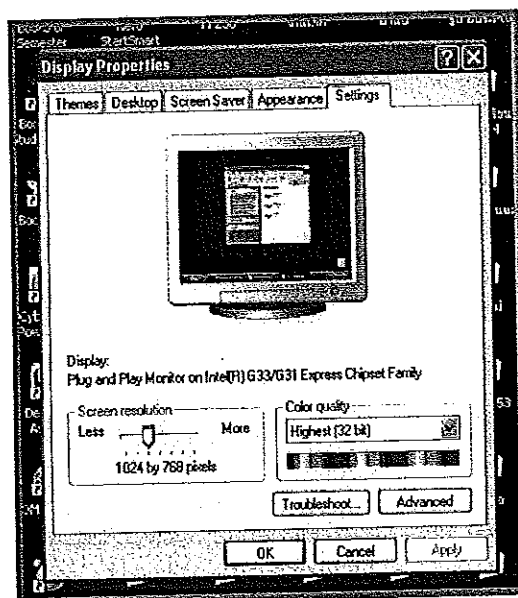 Semester StartSmart
Display Properties
Themes Desktop Screen Saver Appearance Settings
Display:
Plug and Play Monitor on Intel(R) G33/G31 Express Chipset Family
Screen resolution
Less More
1024 by 768 pixels
Color quality
Highest (32 bit)
Troubleshoot... Advanced
OK Cancel Apply